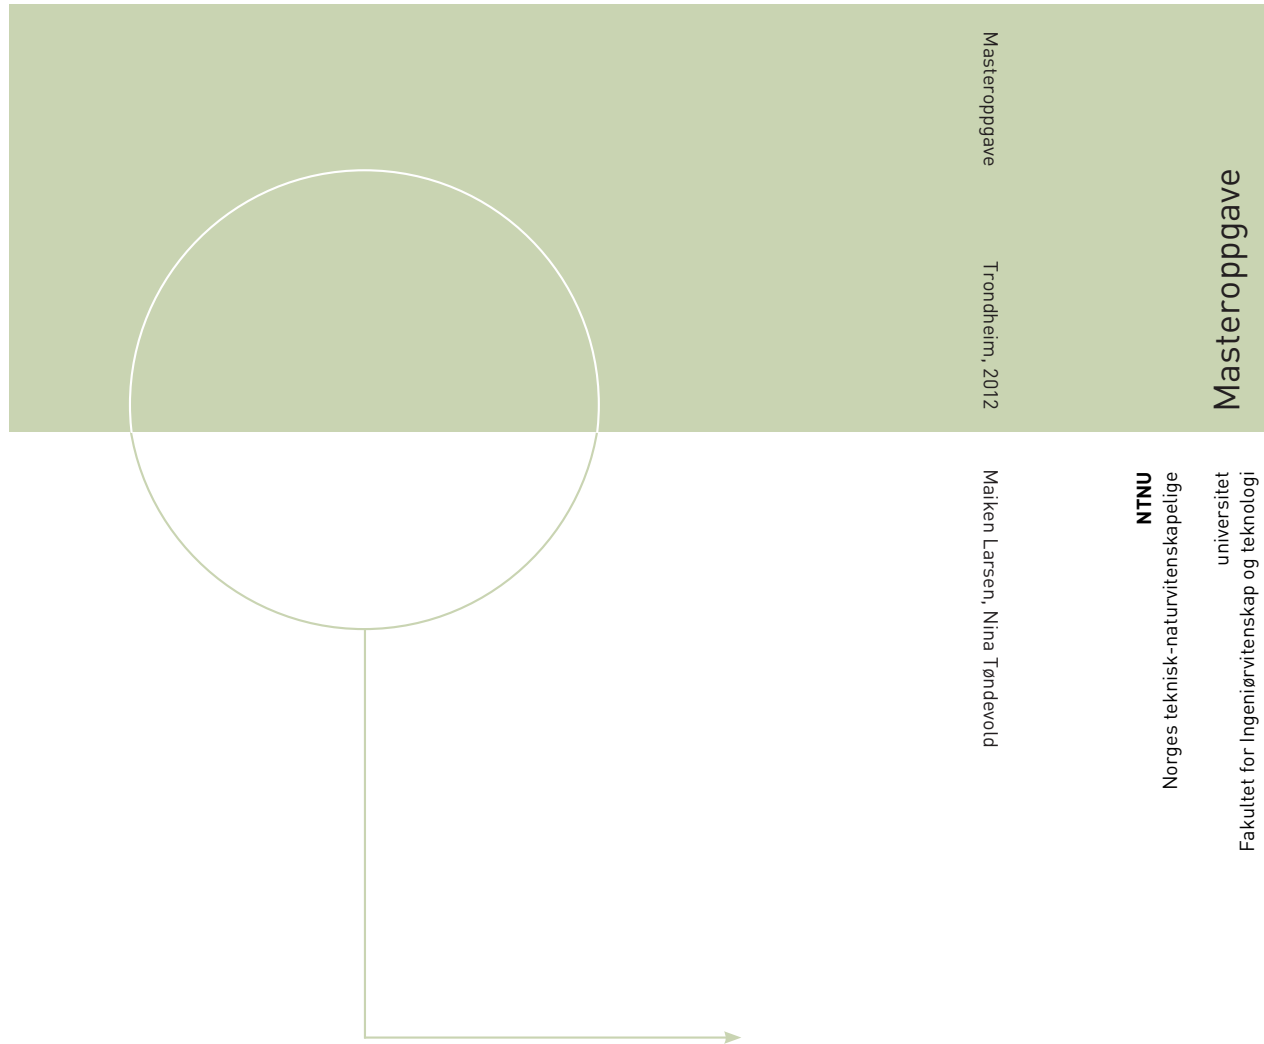 Masteroppgave
Trondheim, 2012
Maiken Larsen, Nina Tøndevold
Masteroppgave
NTNU
Norges teknisk-naturvitenskapelige
universitet
Fakultet for Ingeniørvitenskap og teknologi